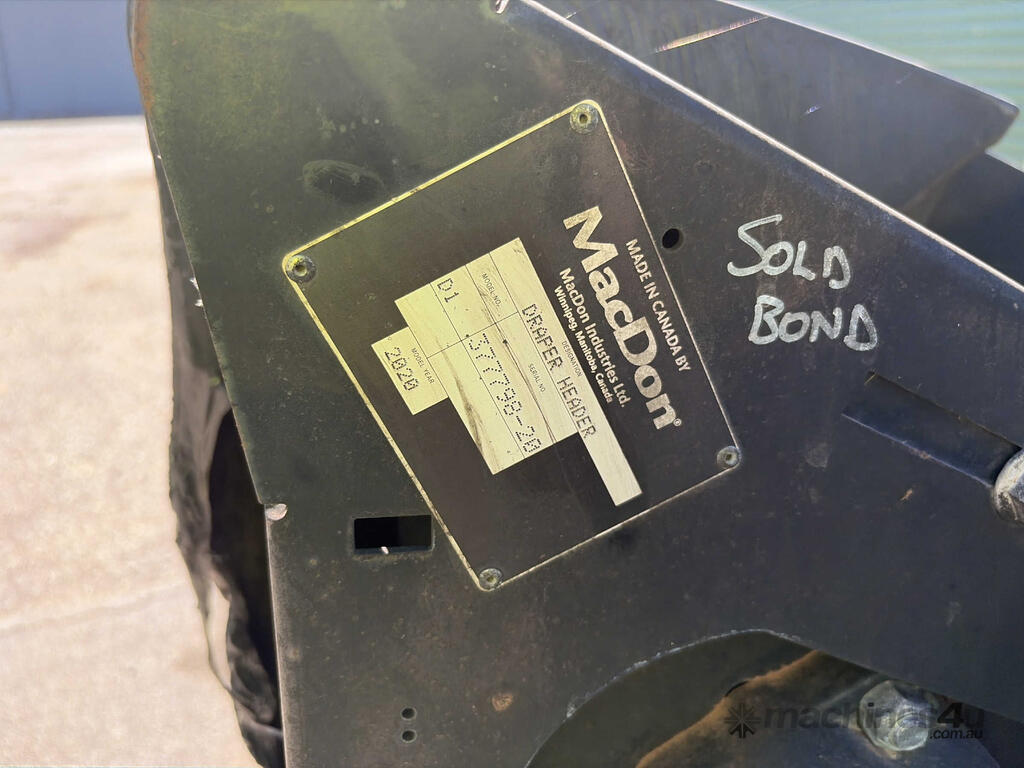 MADE IN CANADA BY
MacDon®
MacDon Industries Ltd.
Winnipeg, Manitoba, Canada
DESIGNATION
DRAPER HEADER
MODEL NO.
SERIAL NO.
D1
377798-20
MODEL YEAR
2020
SOLD
BOND
machines4u
.com.au